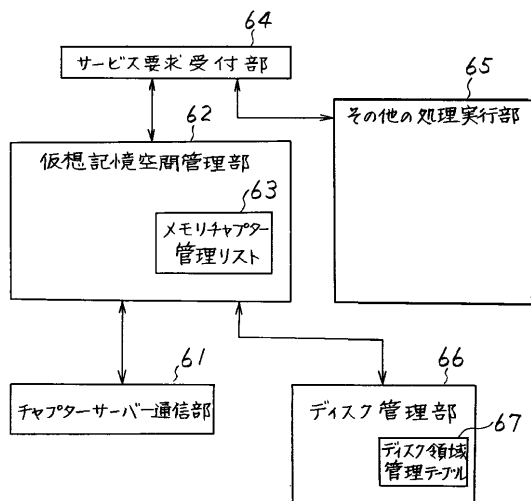 64
サービス要求受付部
65
その他の処理実行部
62
仮想記憶空間管理部
63
メモリチャプター
管理リスト
61
チャプターサーバー通信部
66
ディスク管理部
67
ディスク領域
管理テーブル